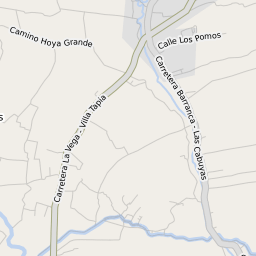 Camino Hoya Grande
Calle Los Pomos
Carretera Barranca - Las Cabuyas
Carretera La Vega - Villa Tapia